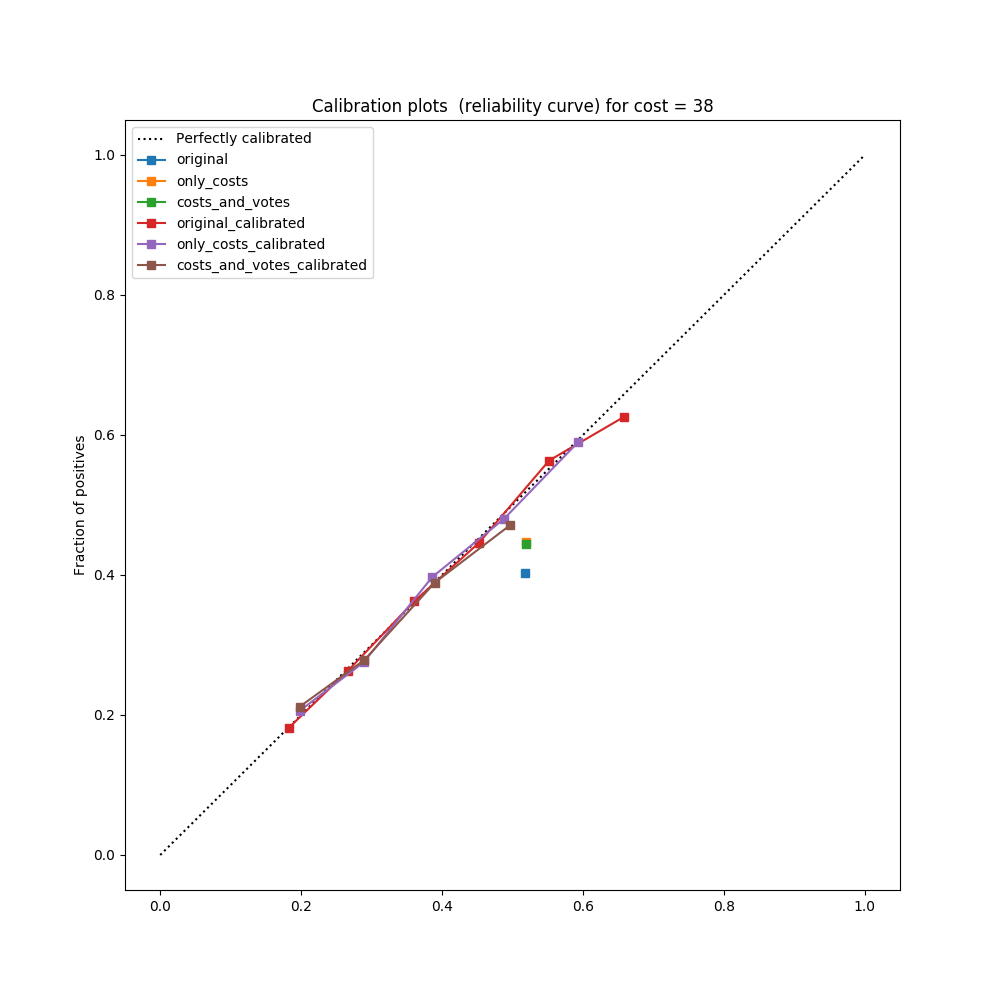 Calibration plots  (reliability curve) for cost = 38
Perfectly calibrated
original
only_costs
costs_and_votes
original_calibrated
only_costs_calibrated
costs_and_votes_calibrated
1.0
0.8
0.6
0.4
0.2
0.0
Fraction of positives
0.0 0.2 0.4 0.6 0.8 1.0